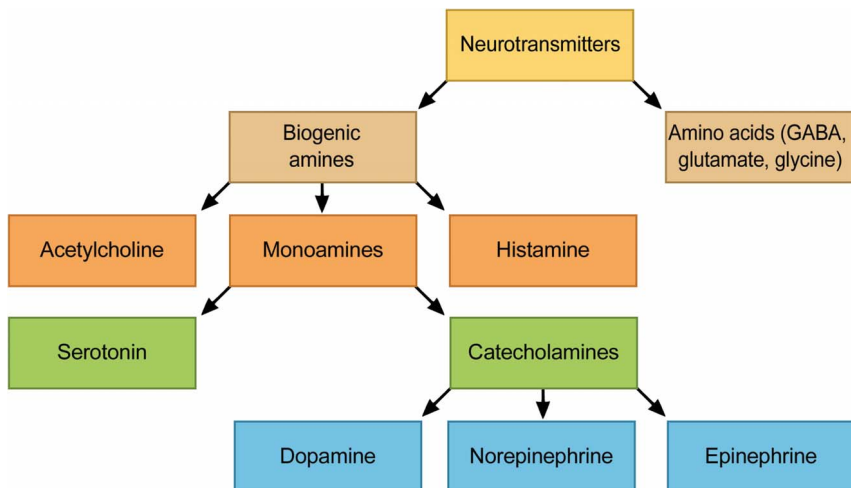 Neurotransmitters
Biogenic
amines
Amino acids (GABA,
glutamate, glycine)
Acetylcholine
Monoamines
Histamine
Serotonin
Catecholamines
Dopamine
Norepinephrine
Epinephrine